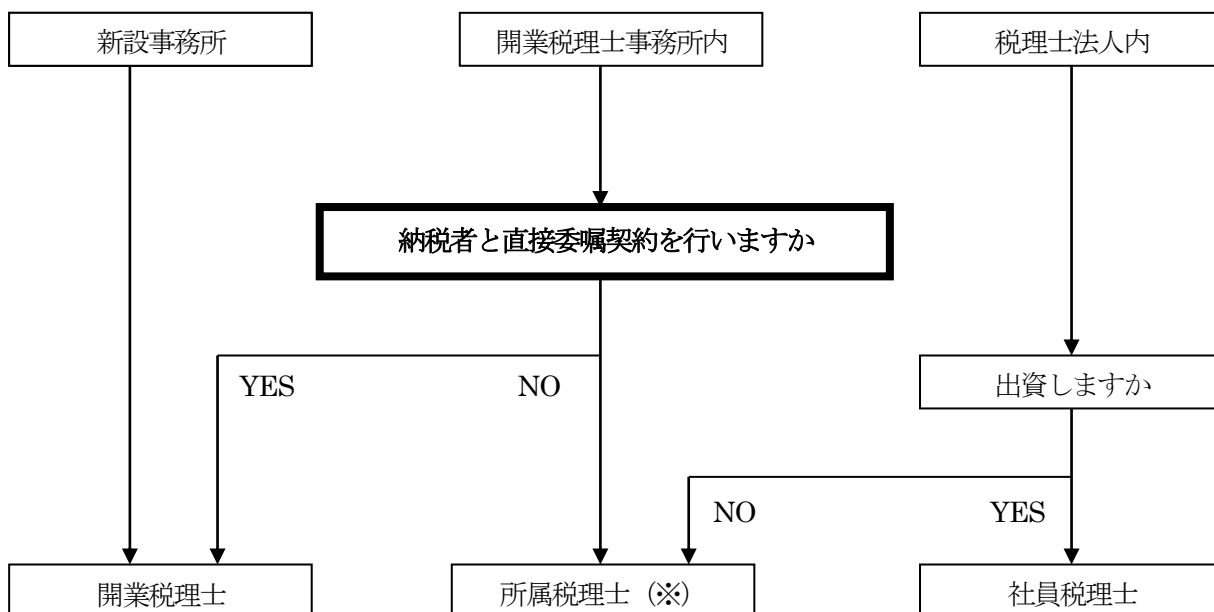 新設事務所
開業税理士事務所内
税理士法人内
納税者と直接委嘱契約を行いますか
YES
NO
出資しますか
NO
YES
開業税理士
所属税理士（※）
社員税理士